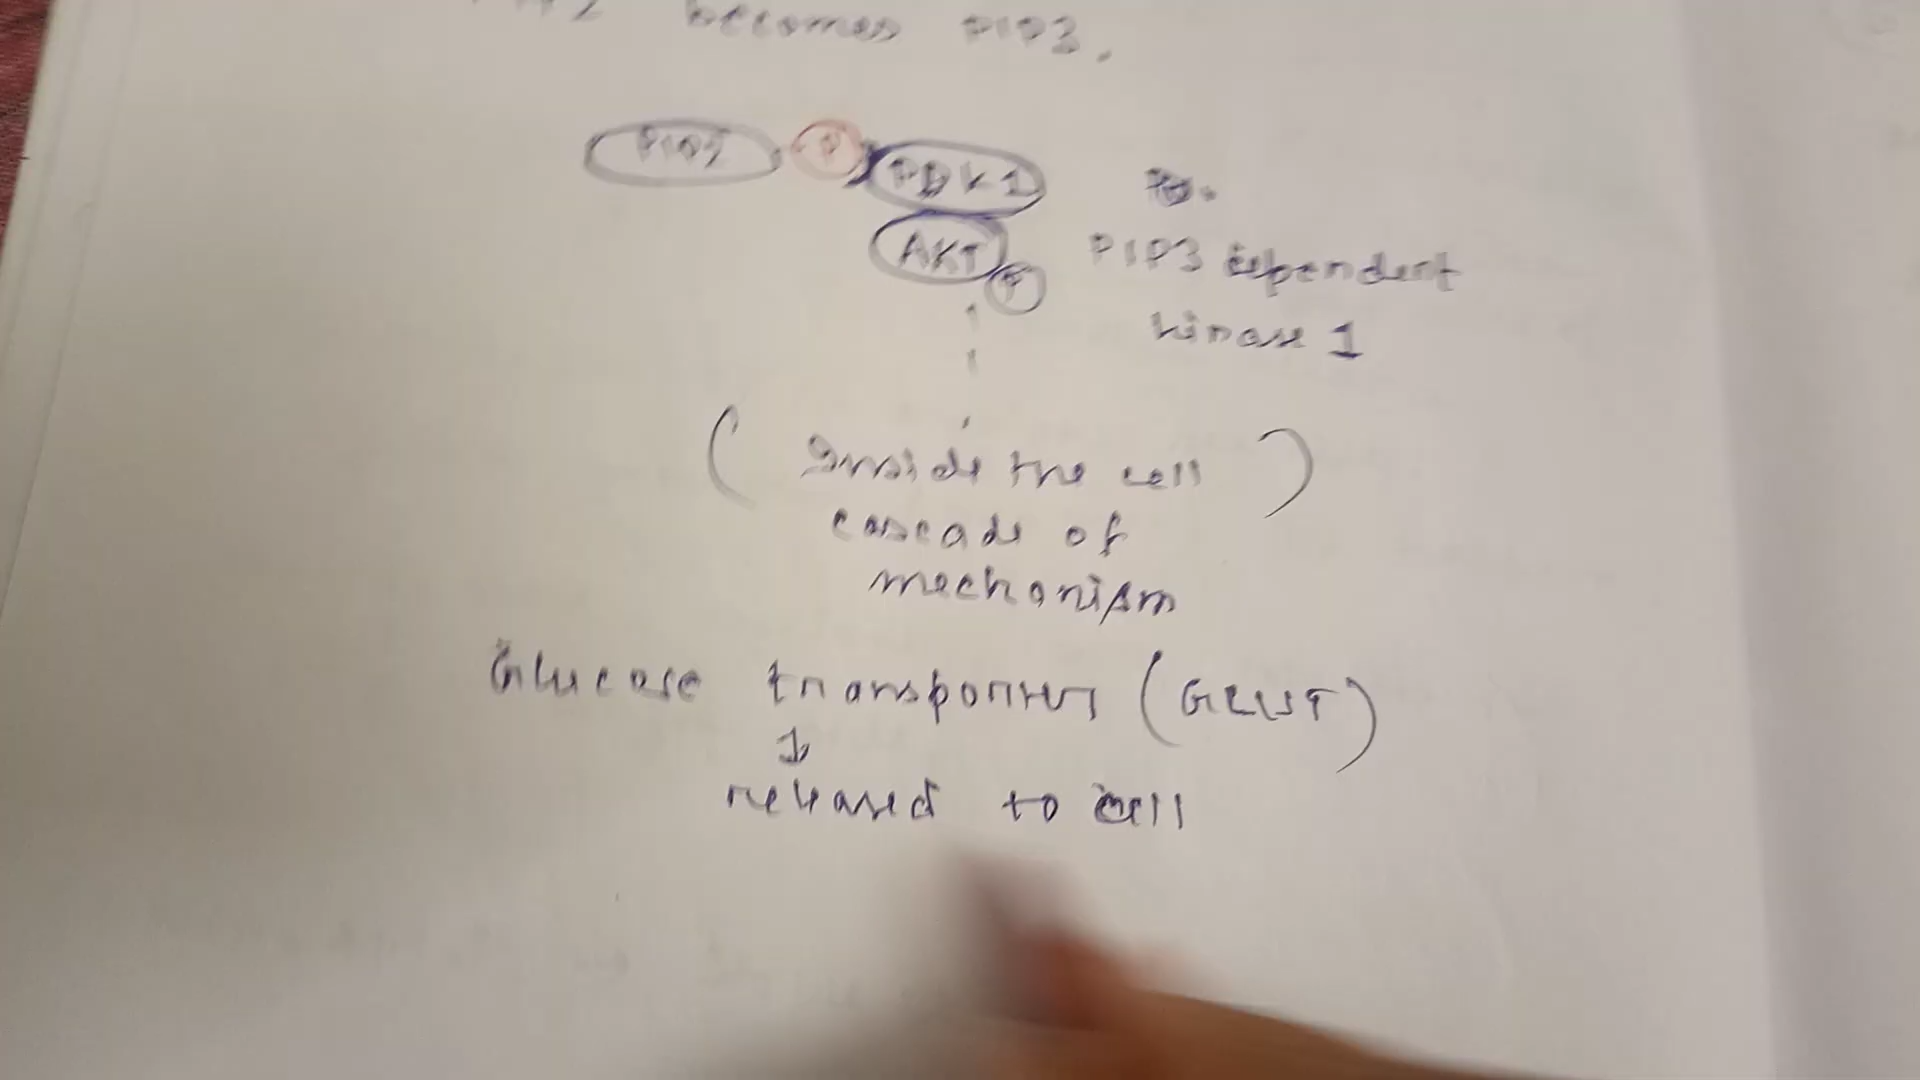 becomes PIP3.
PIP2 P PDK1
AKT P
PIP3 dependent
kinase 1
(Inside the cell)
cascade of
mechanism
Glucose transporter (GLUT)
released to cell